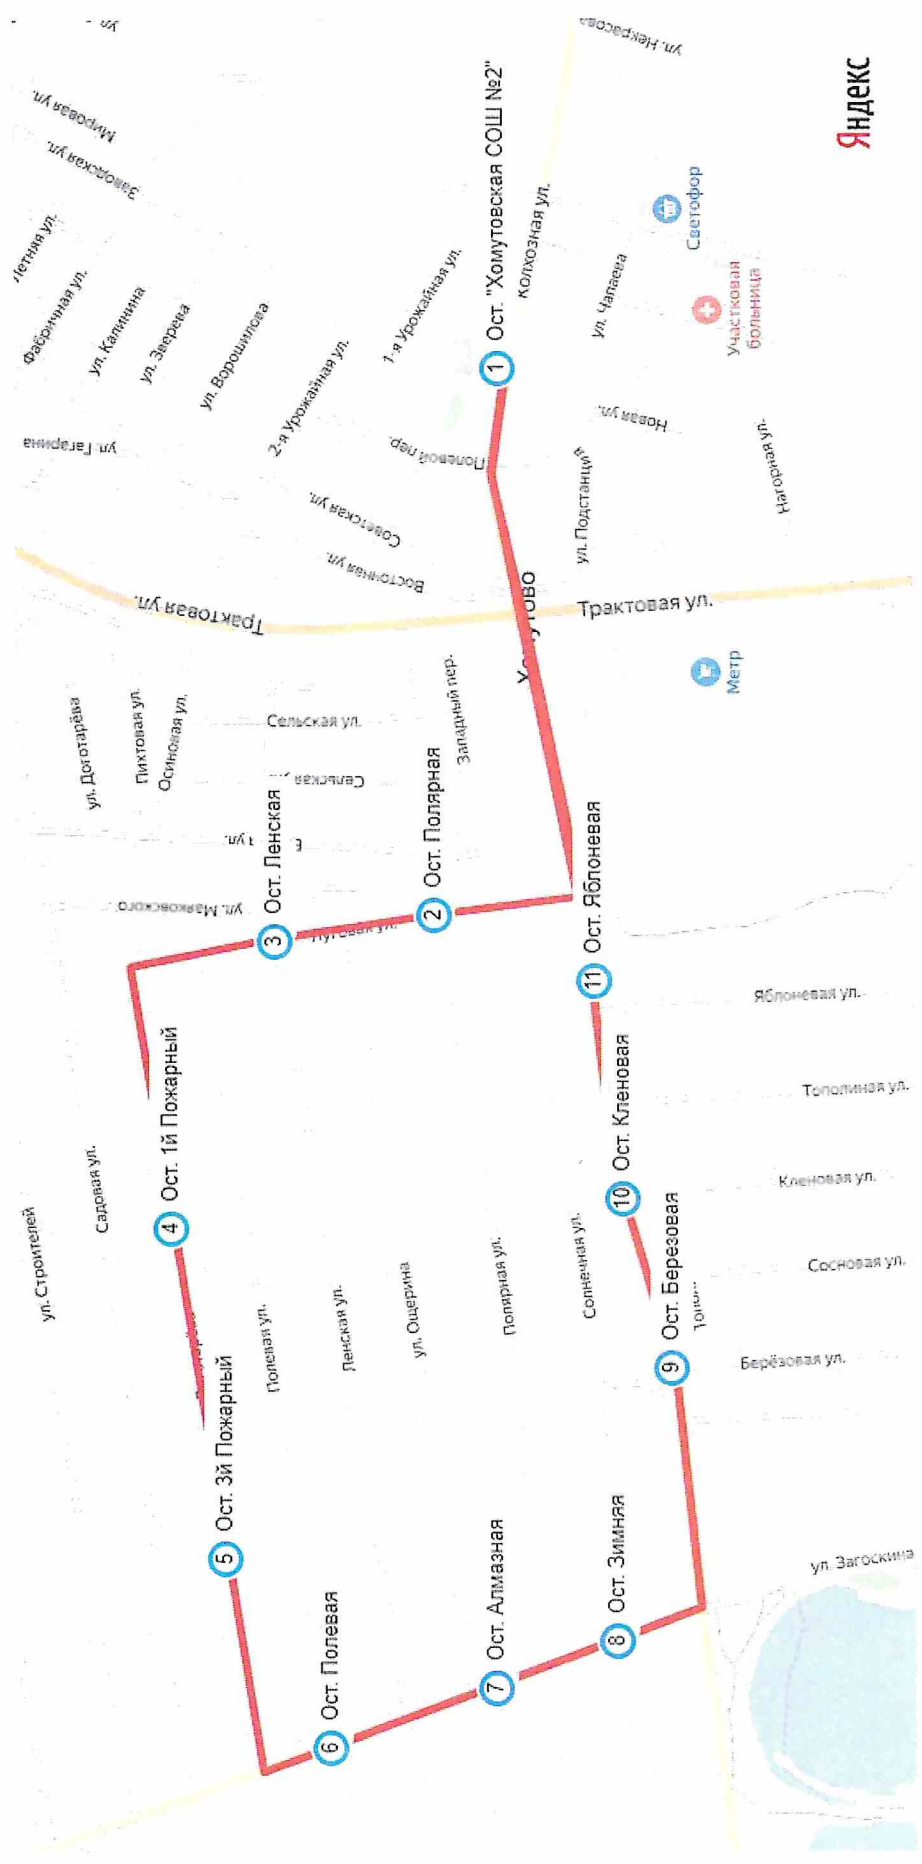 Яндекс
ул. Некрасова
Мировая ул.
Заводская ул.
Летняя ул.
Фабричная ул.
ул. Калинина
ул. Зверева
ул. Ворошилова
ул. Гагарина
2-я Урожайная ул.
1-я Урожайная ул.
Полевой пер.
Советская ул.
Восточная ул.
1 Ост. "Хомутовская СОШ №2"
Колхозная ул.
ул. Чапаева
Светофор
Участковая
больница
Новая ул.
ул. Подстанция
Нагорная ул.
Трактовая ул.
Трактовая ул.
Метр
ул. Доготарёва
Пихтовая ул.
Осиновая ул.
Сельская ул.
Сельская ...
Западный пер.
ул. Маяковского
Луговая ул.
3 Ост. Ленская
2 Ост. Полярная
11 Ост. Яблоневая
Яблоневая ул.
Тополиная ул.
Кленовая ул.
Сосновая ул.
Берёзовая ул.
ул. Загоскина
10 Ост. Кленовая
9 Ост. Березовая
Топо...
4 Ост. 1й Пожарный
5 Ост. 3й Пожарный
ул. Строителей
Садовая ул.
Полевая ул.
Ленская ул.
ул. Ощерина
Полярная ул.
Солнечная ул.
6 Ост. Полевая
7 Ост. Алмазная
8 Ост. Зимняя